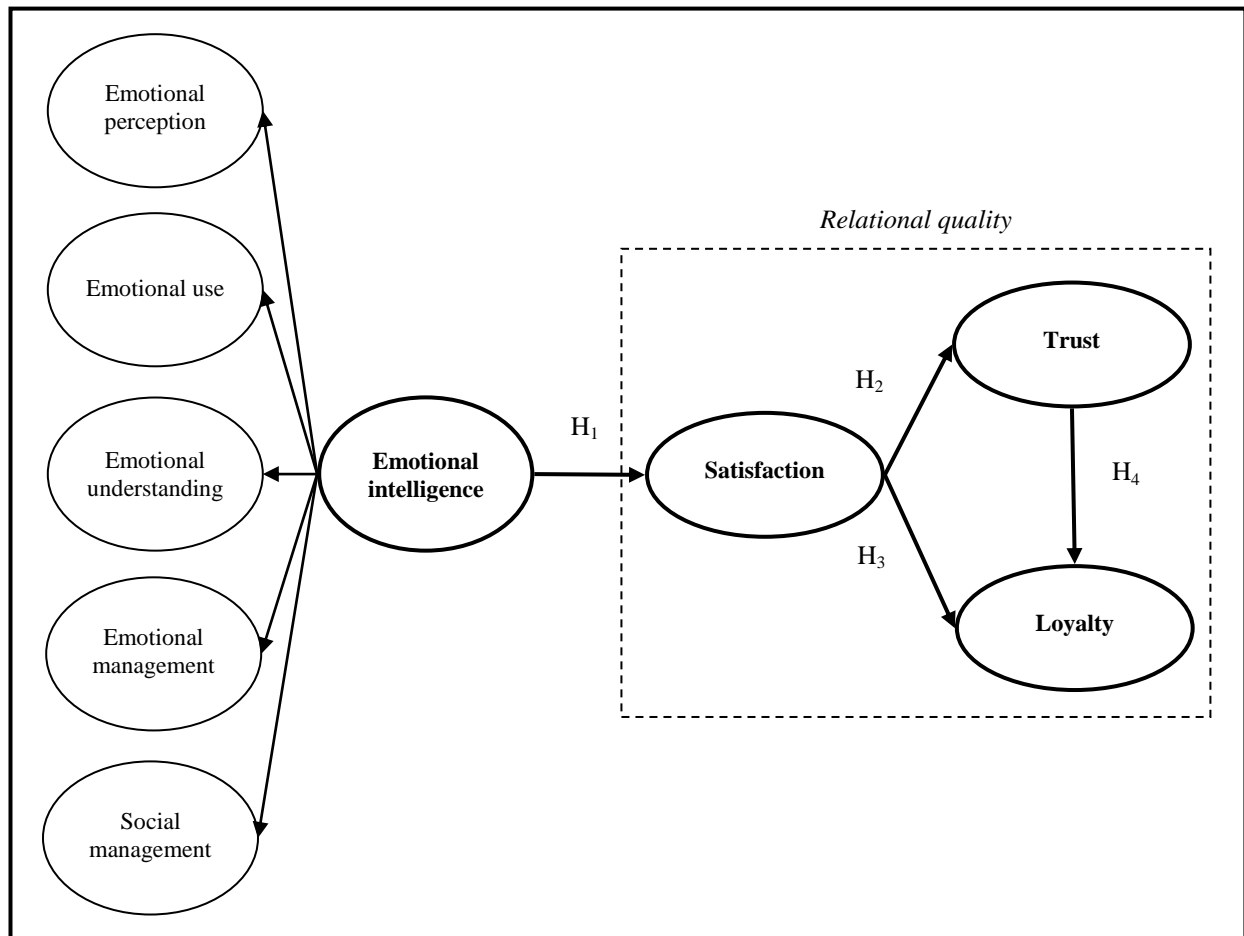 Emotional
perception
Emotional use
Emotional
understanding
Emotional
management
Social
management
Emotional
intelligence
H1
Relational quality
Satisfaction
H2
H3
Trust
H4
Loyalty